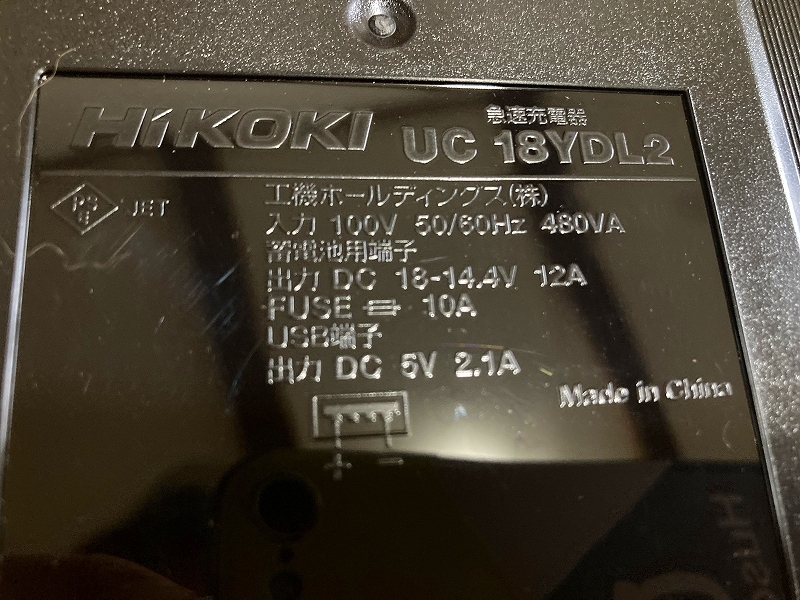 HiKOKI
急速充電器
UC 18YDL2
PS
E
JET
工機ホールディングス(株)
入力 100V 50/60Hz 480VA
蓄電池用端子
出力 DC 18-14.4V 12A
FUSE 10A
USB端子
出力 DC 5V 2.1A
Made in China
+ −